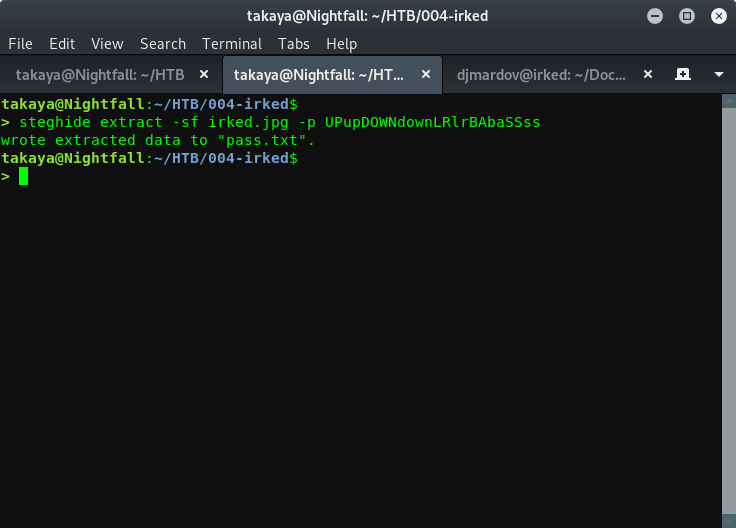 takaya@Nightfall: ~/HTB/004-irked
File Edit View Search Terminal Tabs Help
takaya@Nightfall: ~/HTB × takaya@Nightfall: ~/HT... × djmardov@irked: ~/Doc... ×
takaya@Nightfall:~/HTB/004-irked$
> steghide extract -sf irked.jpg -p UPupDOWNdownLRlrBAbaSSss
wrote extracted data to "pass.txt".
takaya@Nightfall:~/HTB/004-irked$
>